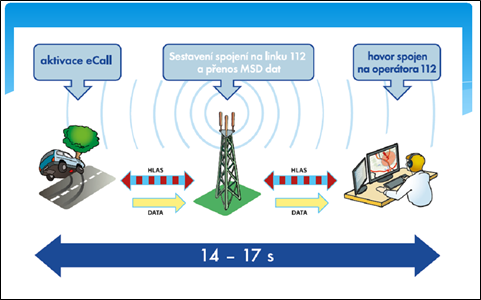 aktivace eCall
Sestavení spojení na linku 112
a přenos MSD dat
hovor spojen
na operátora 112
HLAS
HLAS
DATA
DATA
14 – 17 s